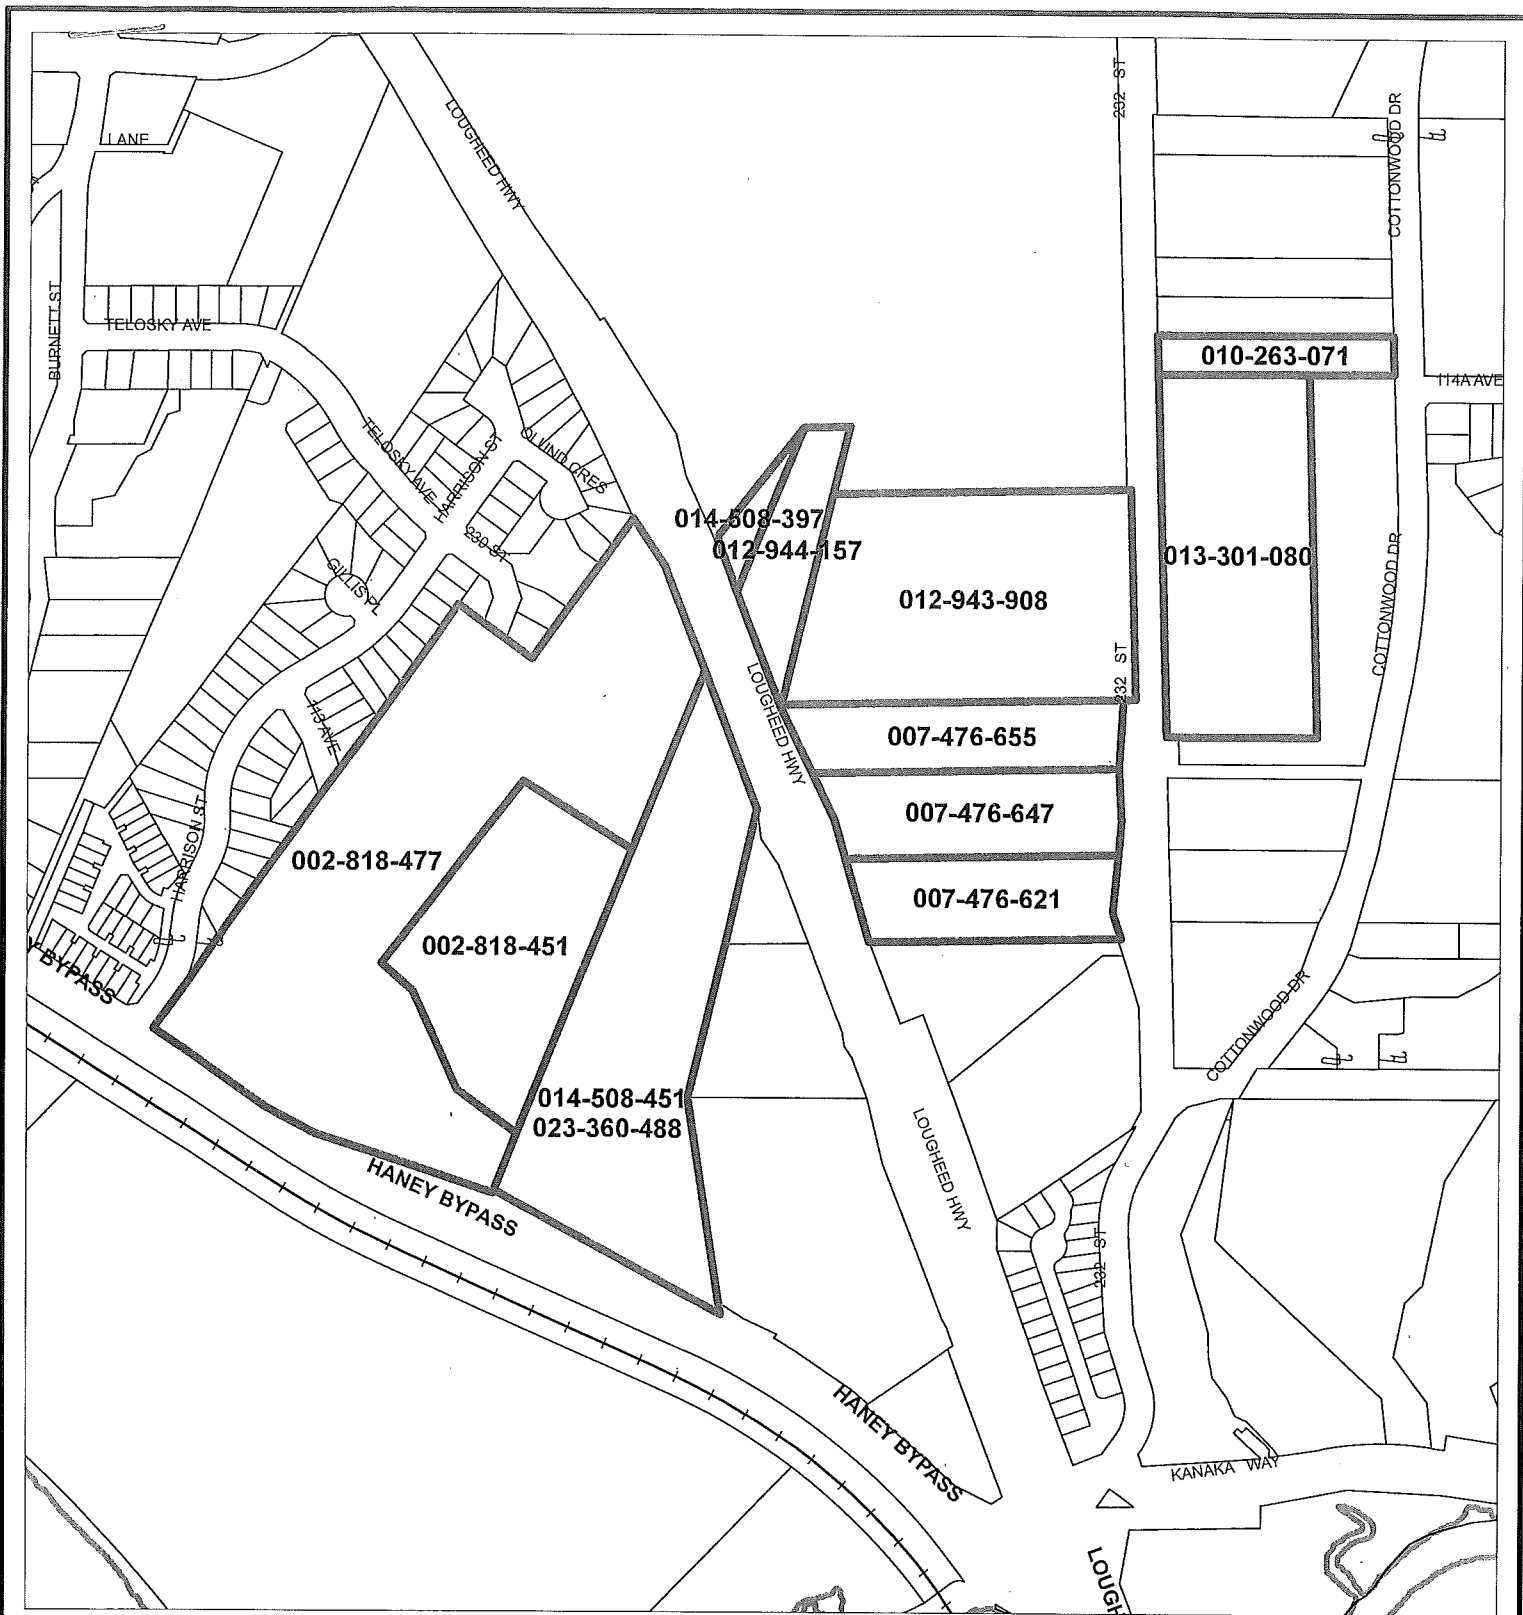 232 ST
COTTONWOOD DR
LOUGHEED HWY
LANE
BURNETT ST
TELOSKY AVE
010-263-071
114A AVE
TELOSKY AVE
HARRISON ST
OLUND CRES
014-508-397
012-944-157
230 ST
013-301-080
GILLIS PL
012-943-908
COTTONWOOD DR
232 ST
LOUGHEED HWY
113 AVE
007-476-655
007-476-647
HARRISON ST
002-818-477
007-476-621
002-818-451
Y BYPASS
COTTONWOOD DR
014-508-451
023-360-488
LOUGHEED HWY
HANEY BYPASS
232 ST
HANEY BYPASS
KANAKA WAY
LOUGH